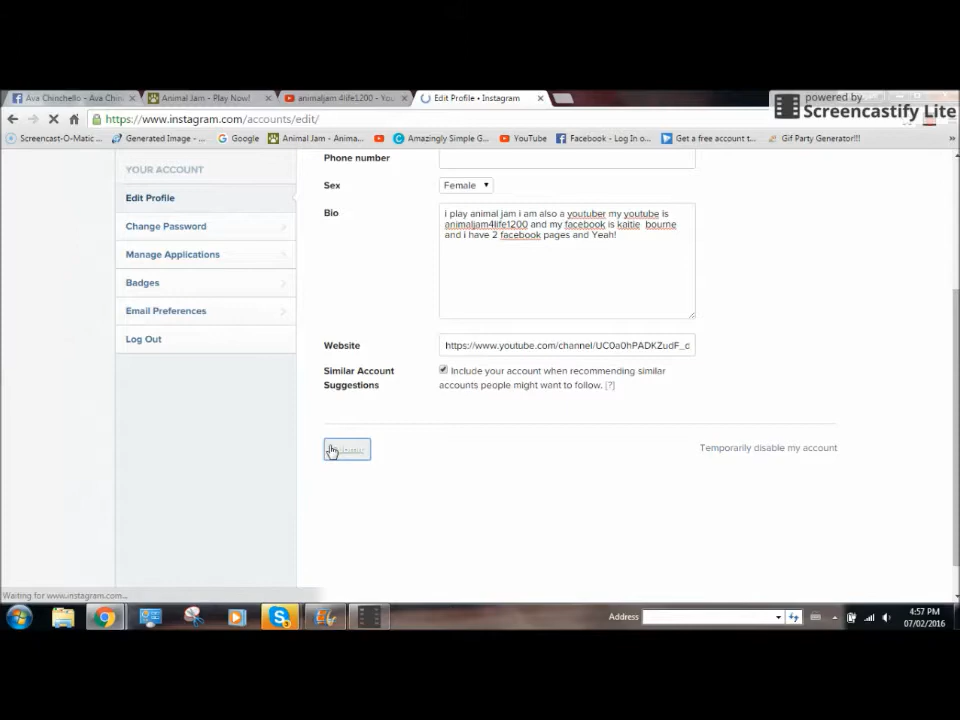 powered by
Screencastify Lite
Ava Chinchello - Ava Chin
Animal Jam - Play Now!
animaljam 4life1200 - You
Edit Profile • Instagram
https://www.instagram.com/accounts/edit/
Screencast-O-Matic ...
Generated Image - ...
Google
Animal Jam - Anima...
Amazingly Simple G...
YouTube
Facebook - Log In o...
Get a free account t...
Gif Party Generator!!!
»
YOUR ACCOUNT
Edit Profile
Change Password
Manage Applications
Badges
Email Preferences
Log Out
Phone number
Sex
Female
Bio
i play animal jam i am also a youtuber my youtube is
animaljam4life1200 and my facebook is kaitie bourne
and i have 2 facebook pages and Yeah!
Website
https://www.youtube.com/channel/UC0a0hPADKZudF_c
Similar Account
Suggestions
Include your account when recommending similar
accounts people might want to follow. [?]
Submit
Temporarily disable my account
Waiting for www.instagram.com...
Address
4:57 PM
07/02/2016